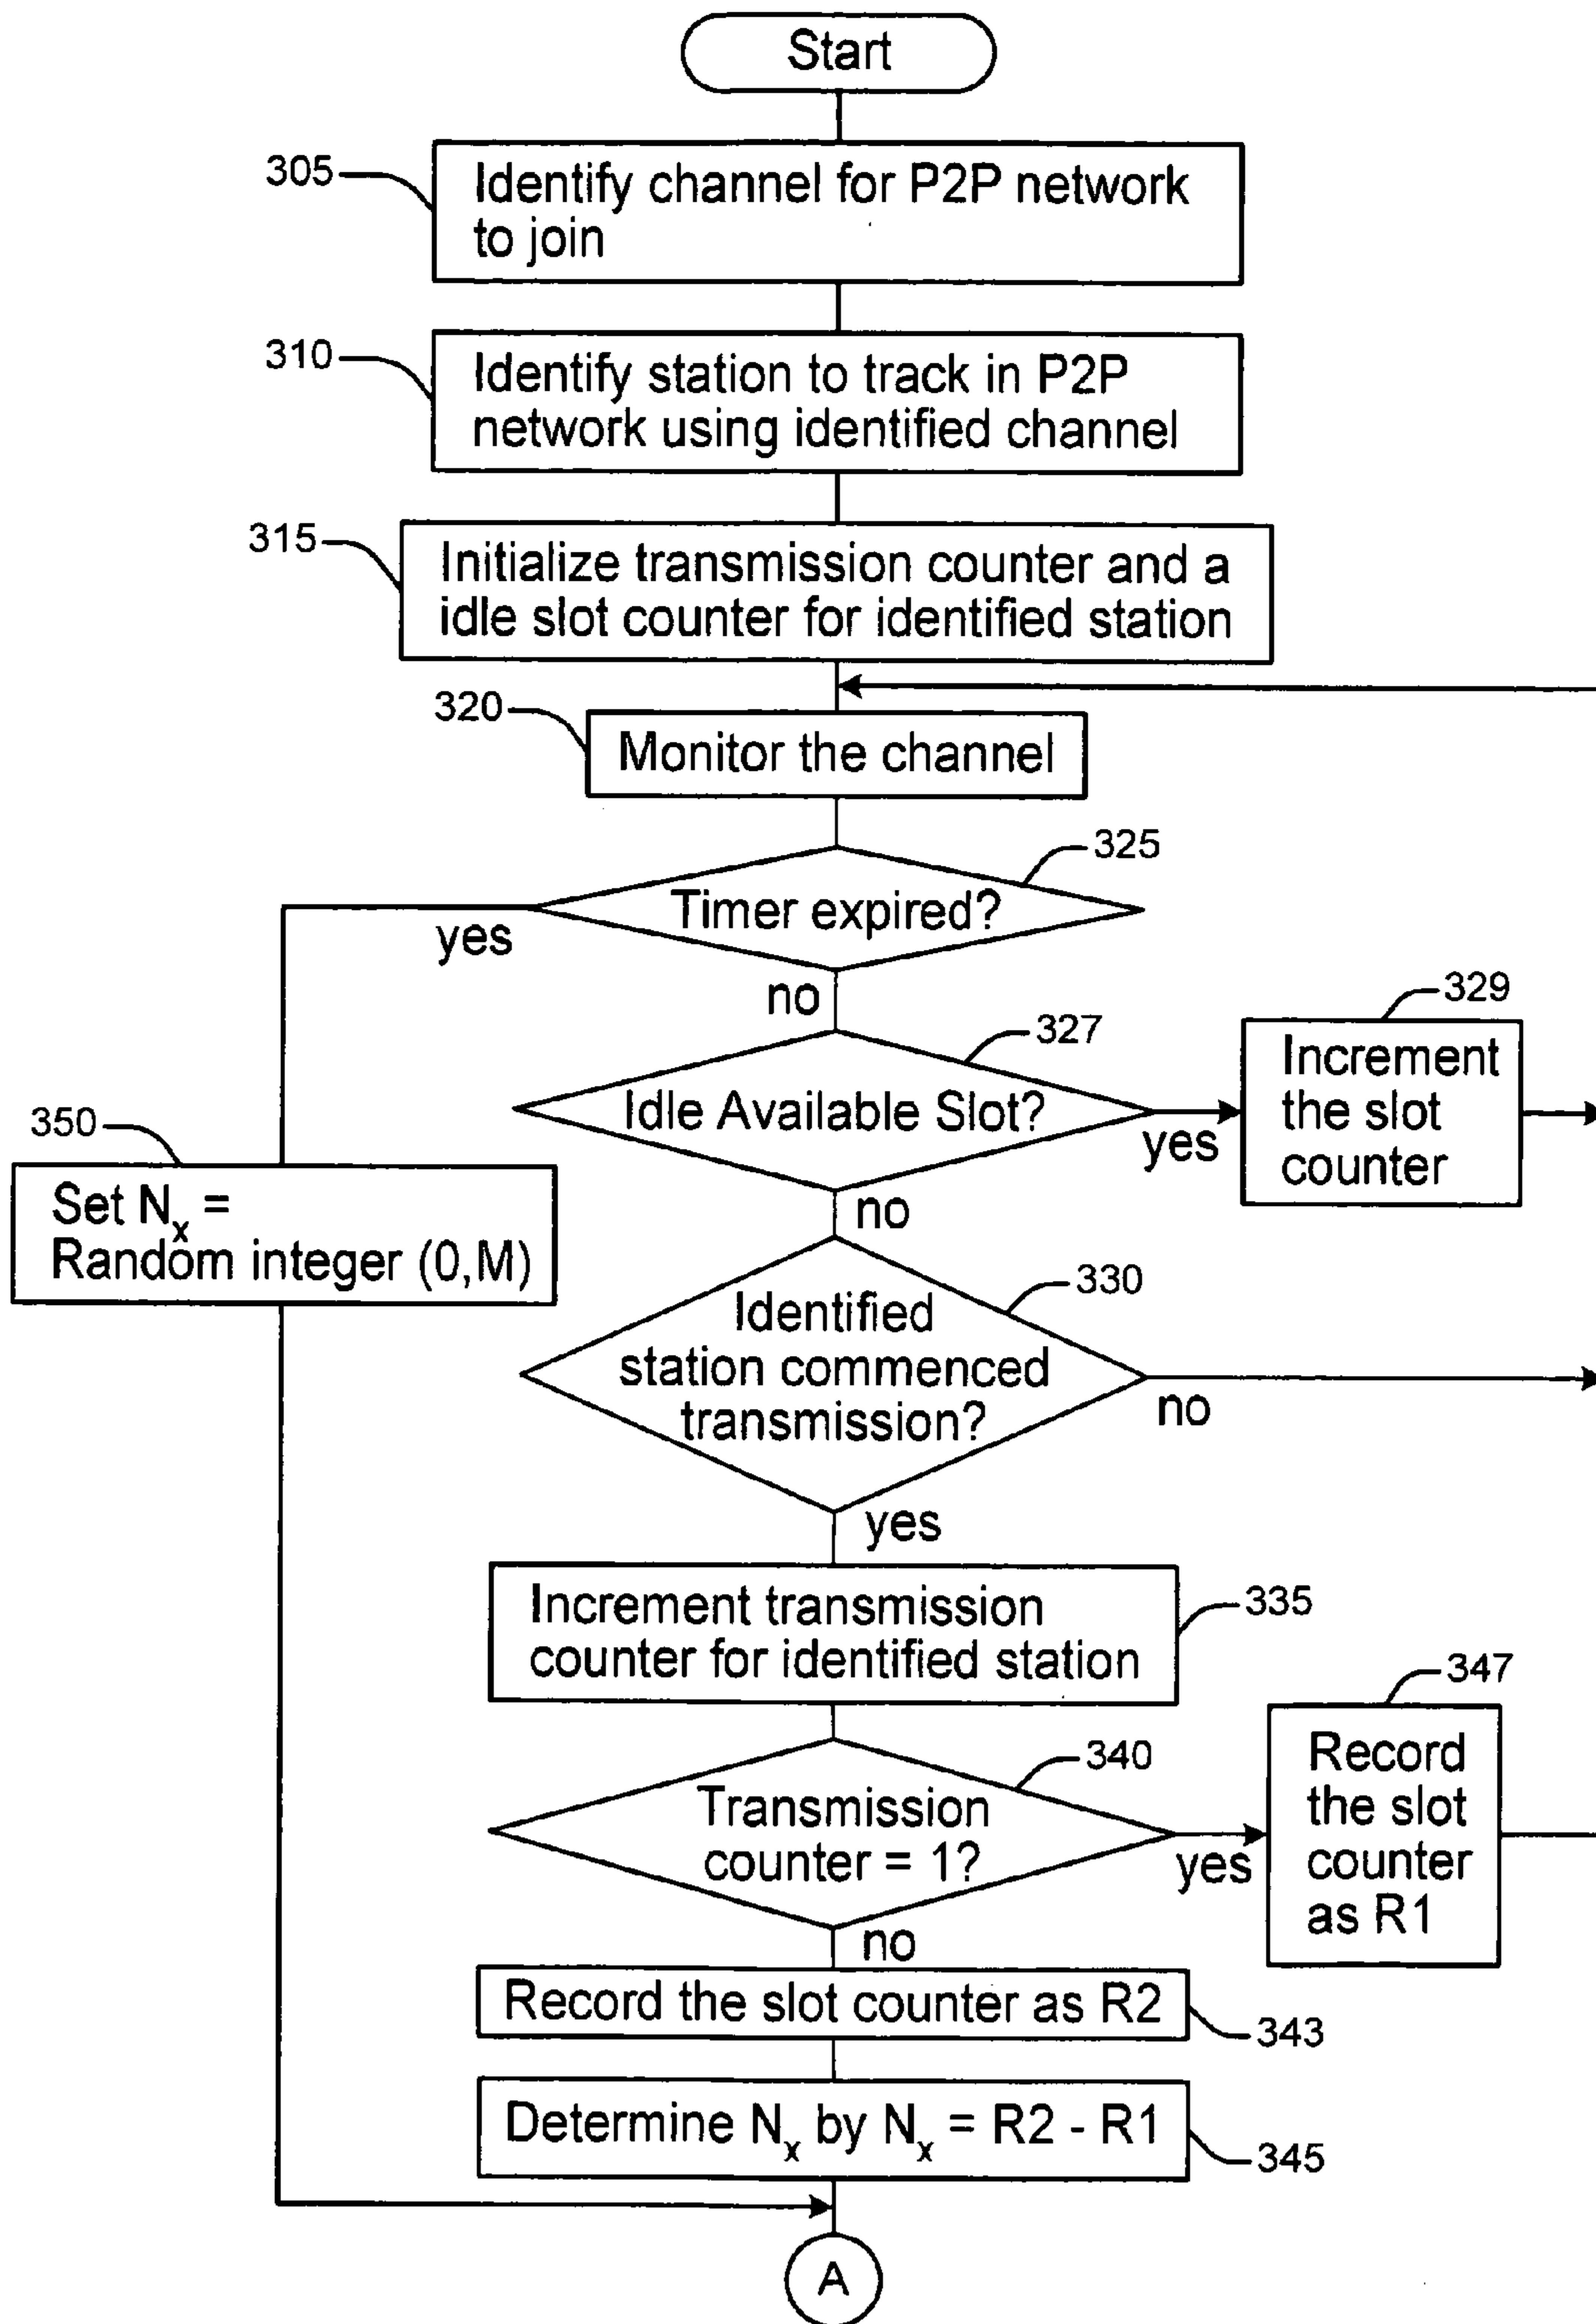 Start
305
Identify channel for P2P network
to join
310
Identify station to track in P2P
network using identified channel
315
Initialize transmission counter and a
idle slot counter for identified station
320
Monitor the channel
325
Timer expired?
yes
no
327
Idle Available Slot?
yes
no
329
Increment
the slot
counter
350
Set Nx =
Random integer (0,M)
330
Identified
station commenced
transmission?
no
yes
335
Increment transmission
counter for identified station
340
Transmission
counter = 1?
yes
no
347
Record
the slot
counter
as R1
Record the slot counter as R2
343
Determine Nx by Nx = R2 - R1
345
A